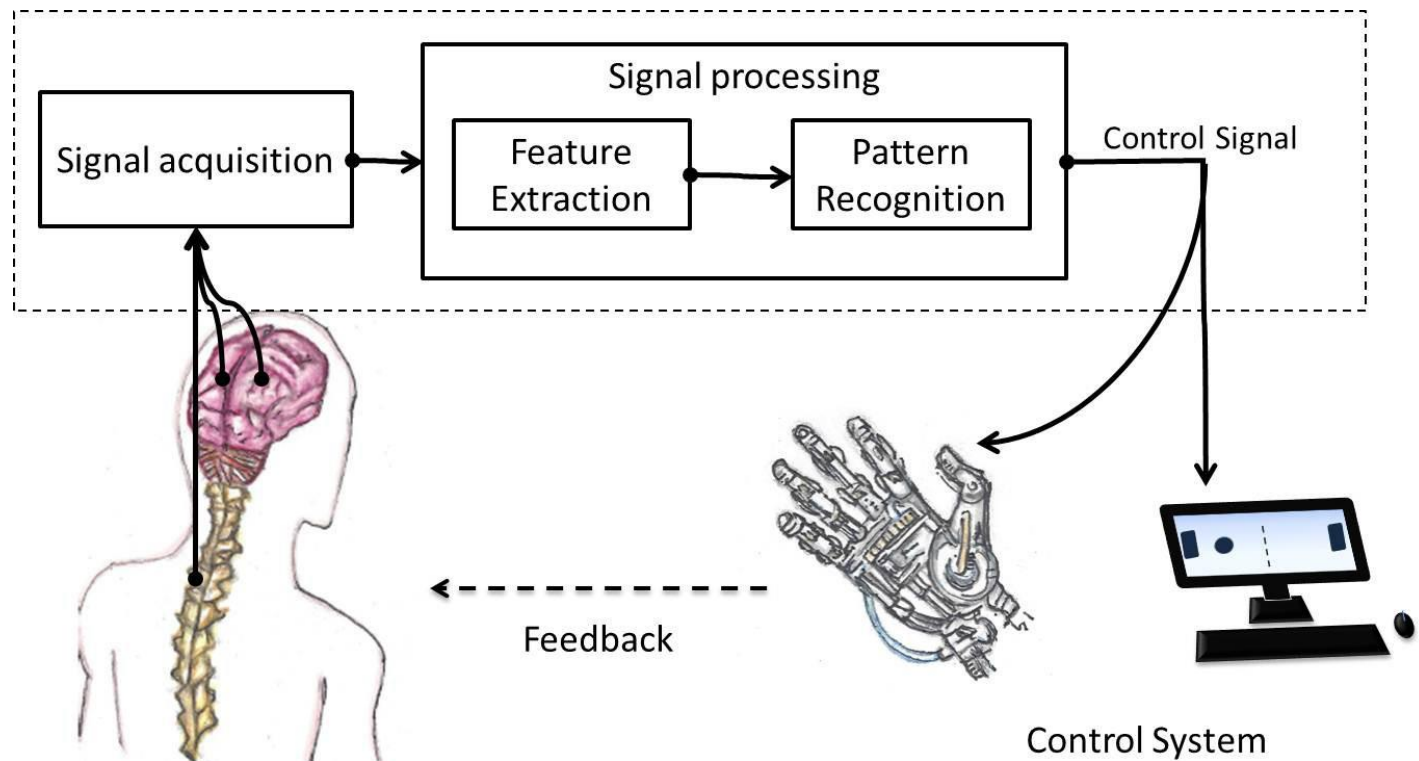 Signal processing
Signal acquisition
Feature
Extraction
Pattern
Recognition
Control Signal
Feedback
Control System